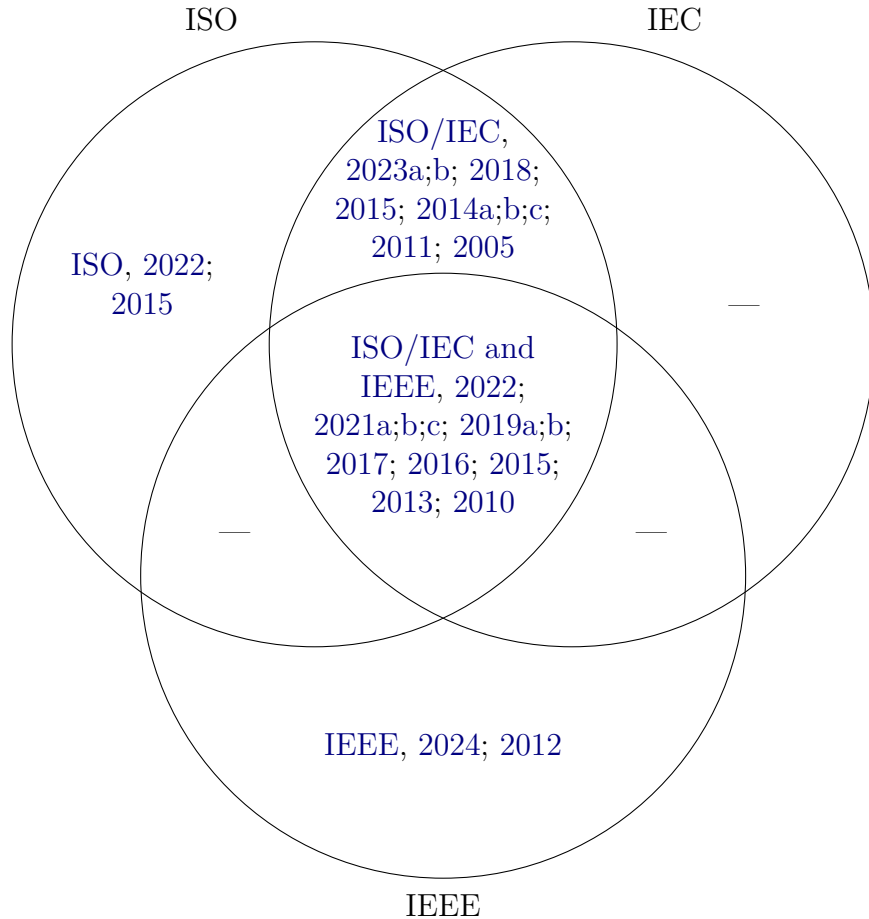 ISO
IEC
ISO/IEC,
2023a;b; 2018;
2015; 2014a;b;c;
2011; 2005
ISO, 2022;
2015
—
ISO/IEC and
IEEE, 2022;
2021a;b;c; 2019a;b;
2017; 2016; 2015;
2013; 2010
—
—
IEEE, 2024; 2012
IEEE